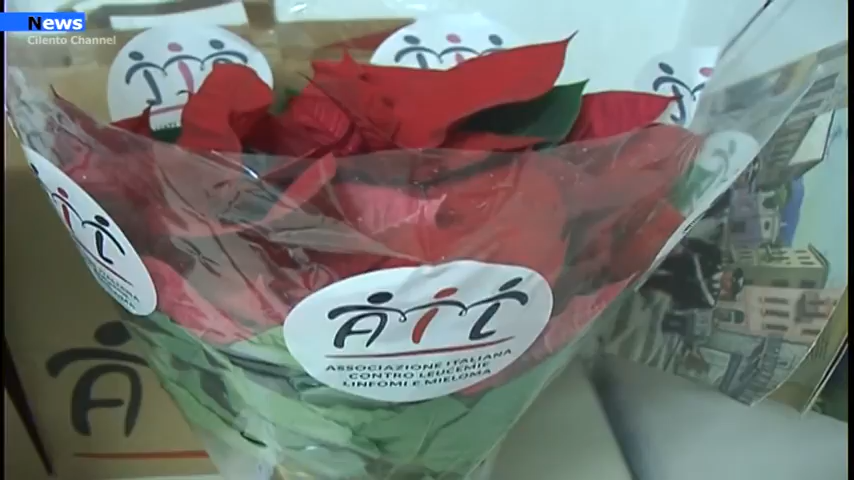 News
Cilento Channel
AIL
ASSOCIAZIONE ITALIANA
CONTRO LEUCEMIE
LINFOMI E MIELOMA